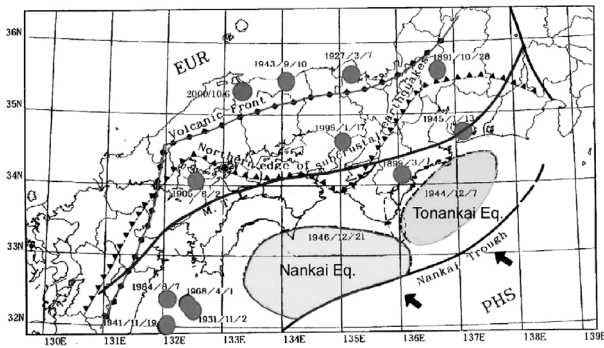 36N
35N
34N
33N
32N
EUR
1943/9/10
1927/3/7
1891/10/28
2000/10/6
Volcanic Front
1995/1/17
1945/1/13
Northern edge of subcrustal earthquakes
1905/6/2
M.T.L.
1899/3/7
1944/12/7
Tonankai Eq.
1946/12/21
Nankai Eq.
Nankai Trough
PHS
1984/8/7
1968/4/1
1941/11/19
1931/11/2
130E
131E
132E
133E
134E
135E
136E
137E
138E
139E